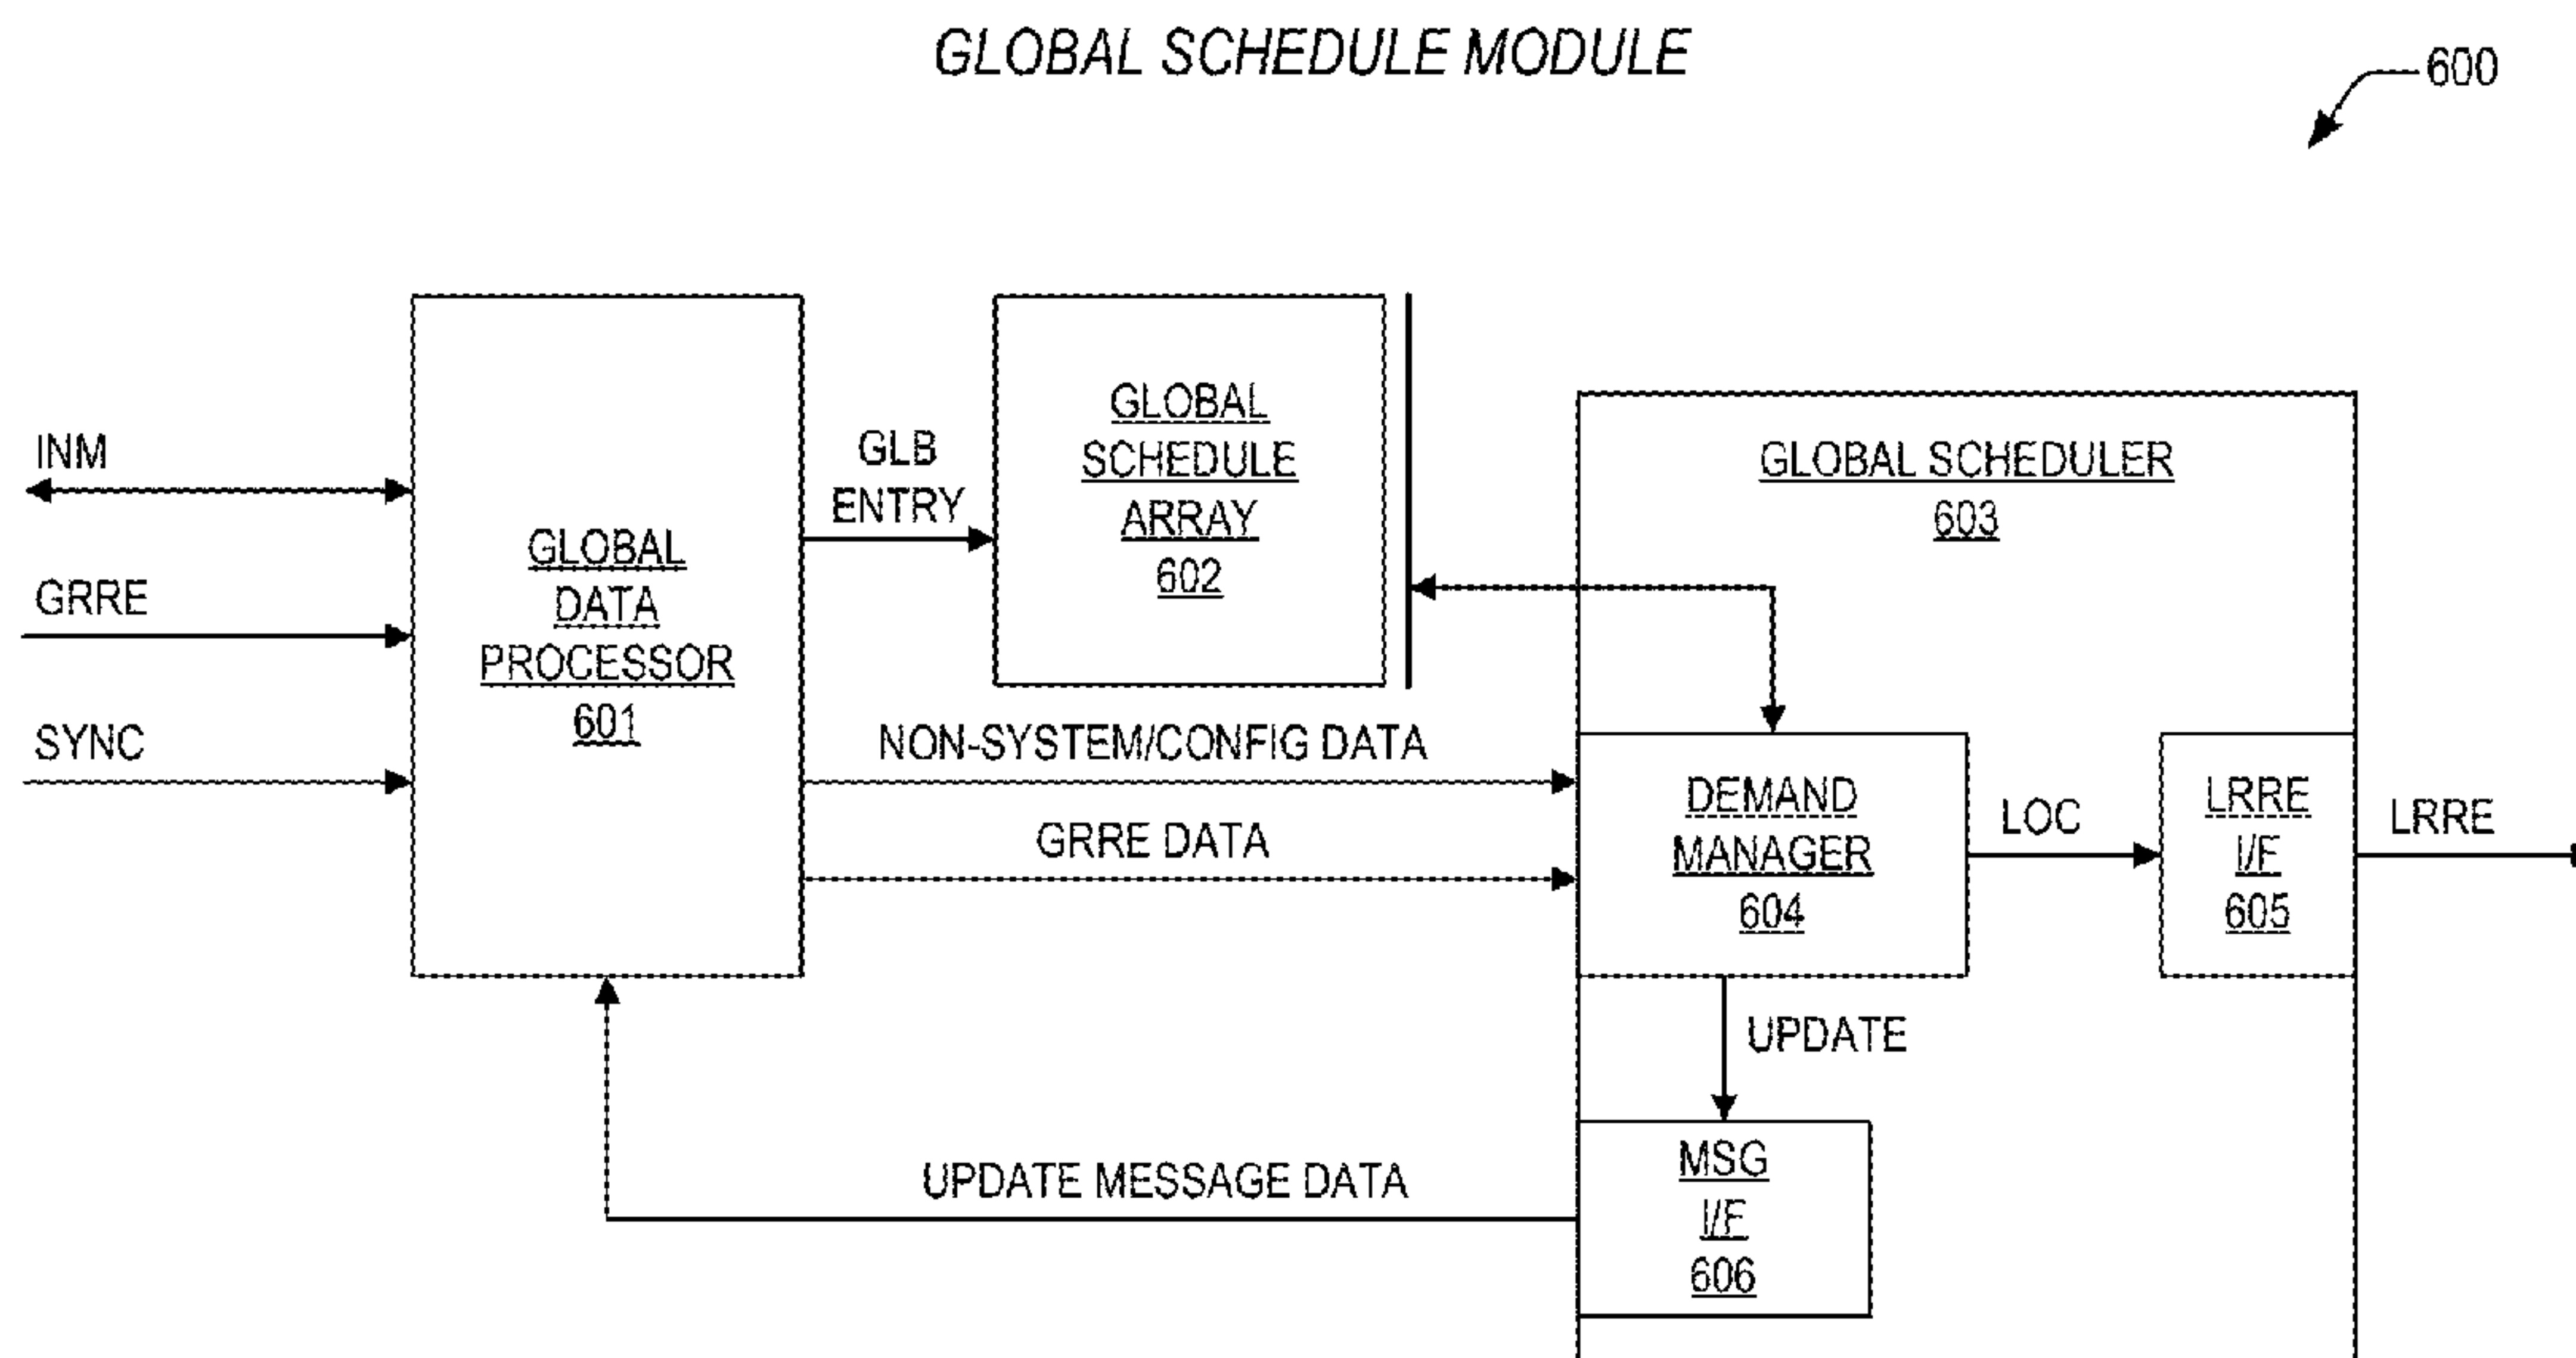 GLOBAL SCHEDULE MODULE
600
INM
GRRE
SYNC
GLOBAL
DATA
PROCESSOR
601
GLB
ENTRY
GLOBAL
SCHEDULE
ARRAY
602
GLOBAL SCHEDULER
603
NON-SYSTEM/CONFIG DATA
GRRE DATA
DEMAND
MANAGER
604
LOC
LRRE
I/F
605
LRRE
UPDATE
UPDATE MESSAGE DATA
MSG
I/F
606